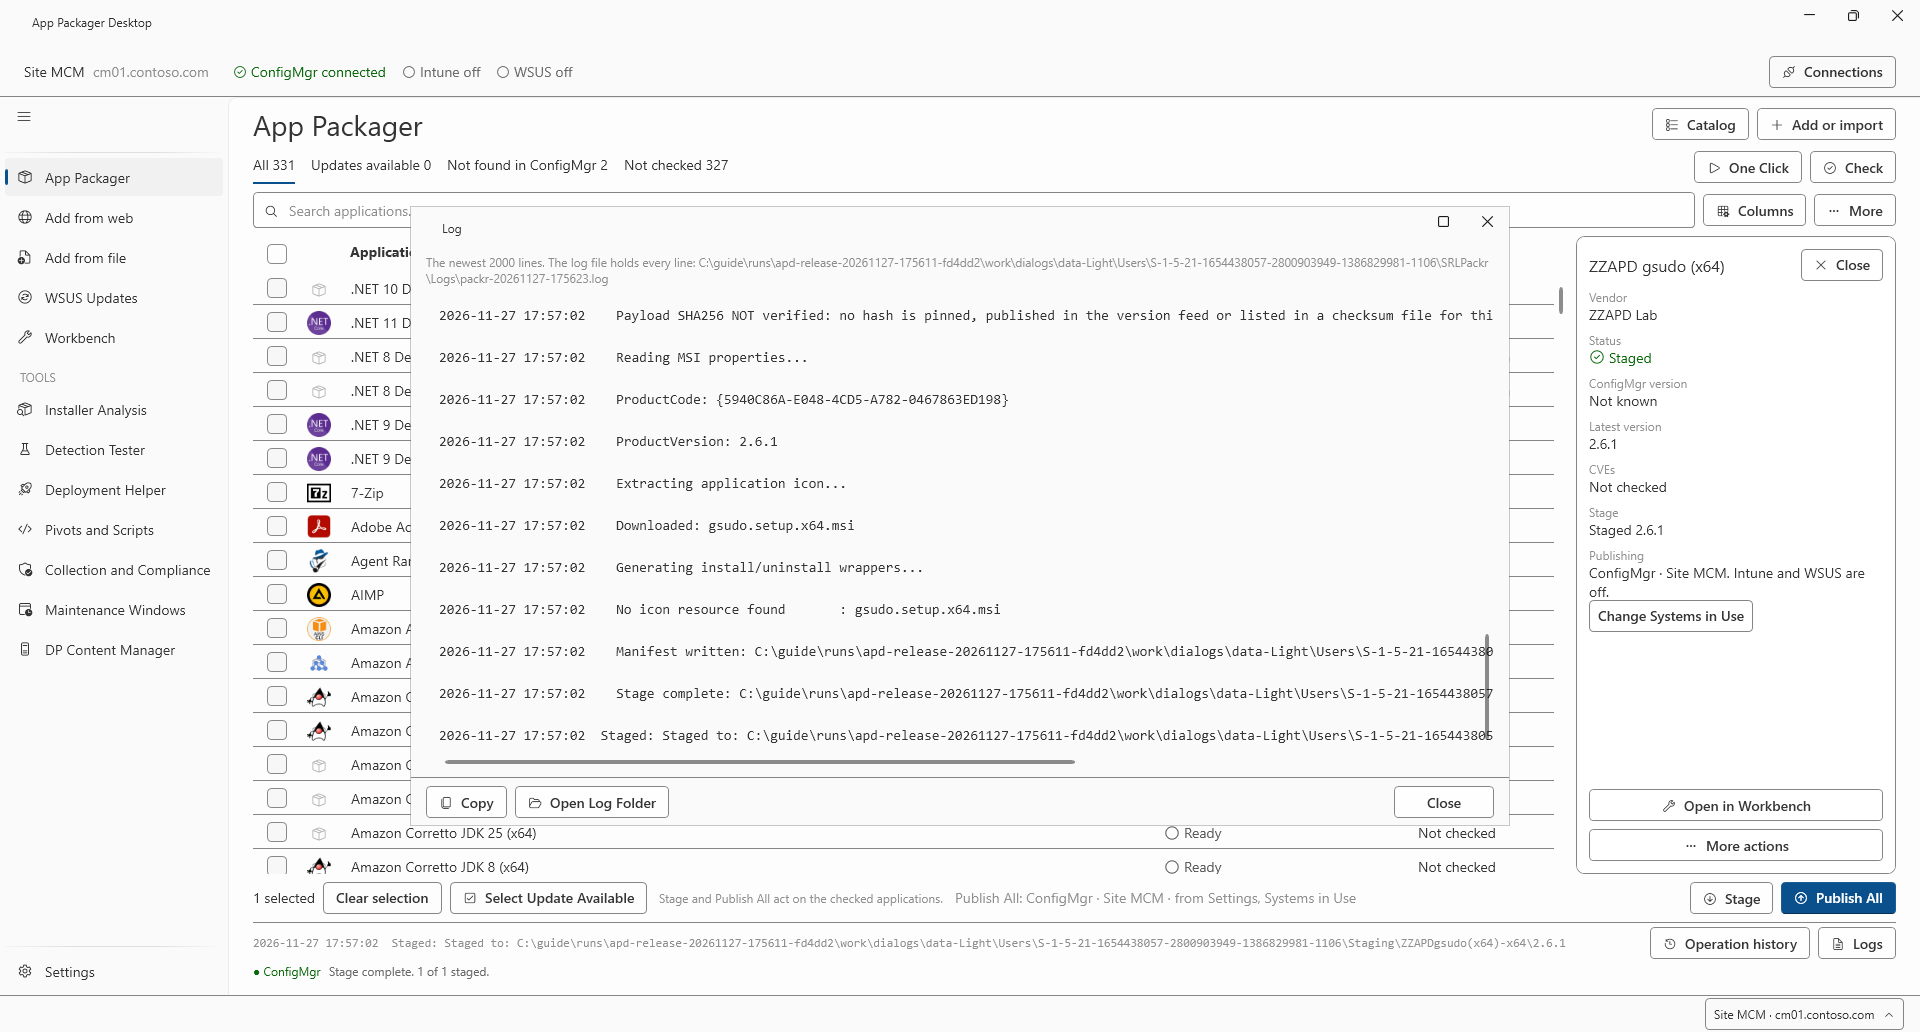 App Packager Desktop
Site MCM cm01.contoso.com ConfigMgr connected Intune off WSUS off Connections
App Packager
Add from web
Add from file
WSUS Updates
Workbench
TOOLS
Installer Analysis
Detection Tester
Deployment Helper
Pivots and Scripts
Collection and Compliance
Maintenance Windows
DP Content Manager
Settings
App Packager
Catalog Add or import
All 331 Updates available 0 Not found in ConfigMgr 2 Not checked 327
One Click Check
Search applications.
Columns More
Applicati
.NET 10 D
.NET 11 D
.NET 8 De
.NET 8 De
.NET 9 De
.NET 9 De
7-Zip
Adobe Ac
Agent Ran
AIMP
Amazon A
Amazon A
Amazon C
Amazon C
Amazon C
Amazon C
Amazon Corretto JDK 25 (x64) Ready Not checked
Amazon Corretto JDK 8 (x64) Ready Not checked
Log
The newest 2000 lines. The log file holds every line: C:\guide\runs\apd-release-20261127-175611-fd4dd2\work\dialogs\data-Light\Users\S-1-5-21-1654438057-2800903949-1386829981-1106\SRLPackr
\Logs\packr-20261127-175623.log
2026-11-27 17:57:02 Payload SHA256 NOT verified: no hash is pinned, published in the version feed or listed in a checksum file for thi
2026-11-27 17:57:02 Reading MSI properties...
2026-11-27 17:57:02 ProductCode: {5940C86A-E048-4CD5-A782-0467863ED198}
2026-11-27 17:57:02 ProductVersion: 2.6.1
2026-11-27 17:57:02 Extracting application icon...
2026-11-27 17:57:02 Downloaded: gsudo.setup.x64.msi
2026-11-27 17:57:02 Generating install/uninstall wrappers...
2026-11-27 17:57:02 No icon resource found : gsudo.setup.x64.msi
2026-11-27 17:57:02 Manifest written: C:\guide\runs\apd-release-20261127-175611-fd4dd2\work\dialogs\data-Light\Users\S-1-5-21-16544380
2026-11-27 17:57:02 Stage complete: C:\guide\runs\apd-release-20261127-175611-fd4dd2\work\dialogs\data-Light\Users\S-1-5-21-1654438057
2026-11-27 17:57:02 Staged: Staged to: C:\guide\runs\apd-release-20261127-175611-fd4dd2\work\dialogs\data-Light\Users\S-1-5-21-165443805
Copy Open Log Folder Close
ZZAPD gsudo (x64) Close
Vendor
ZZAPD Lab
Status
Staged
ConfigMgr version
Not known
Latest version
2.6.1
CVEs
Not checked
Stage
Staged 2.6.1
Publishing
ConfigMgr · Site MCM. Intune and WSUS are
off.
Change Systems in Use
Open in Workbench
More actions
1 selected Clear selection Select Update Available Stage and Publish All act on the checked applications. Publish All: ConfigMgr · Site MCM · from Settings, Systems in Use Stage Publish All
2026-11-27 17:57:02 Staged: Staged to: C:\guide\runs\apd-release-20261127-175611-fd4dd2\work\dialogs\data-Light\Users\S-1-5-21-1654438057-2800903949-1386829981-1106\Staging\ZZAPDgsudo(x64)-x64\2.6.1 Operation history Logs
ConfigMgr Stage complete. 1 of 1 staged.
Site MCM · cm01.contoso.com